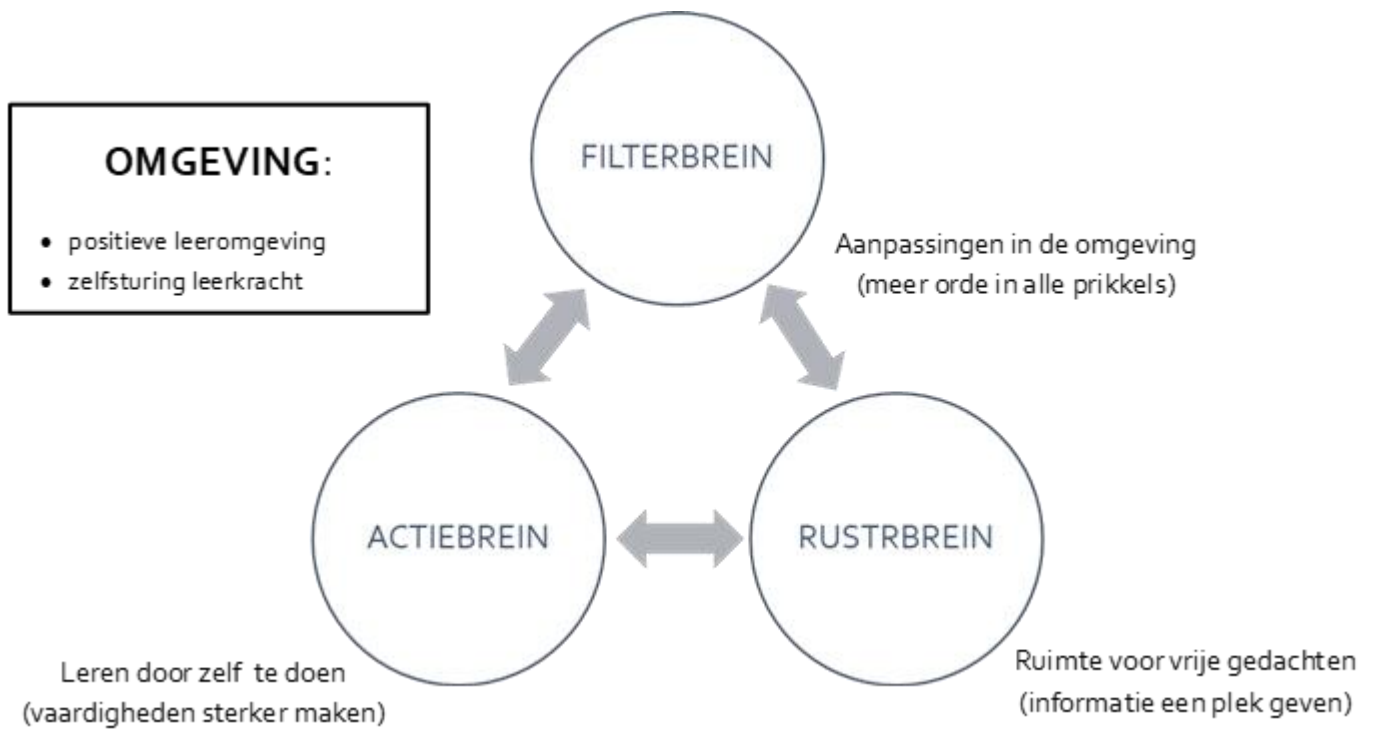 FILTERBREIN
OMGEVING:
• positieve leeromgeving
• zelfsturing leerkracht
Aanpassingen in de omgeving
(meer orde in alle prikkels)
ACTIEBREIN
RUSTRBREIN
Leren door zelf te doen
(vaardigheden sterker maken)
Ruimte voor vrije gedachten
(informatie een plek geven)